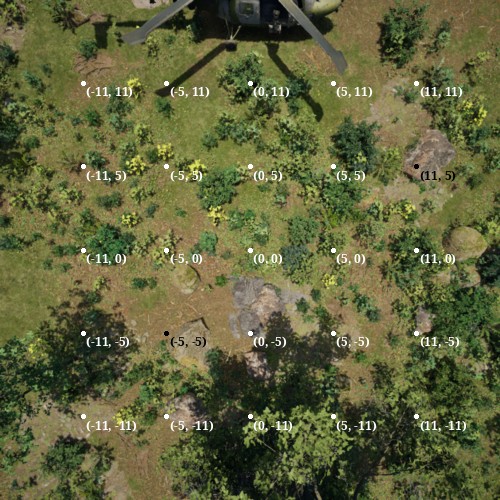 (-11, 11) (-5, 11) (0, 11) (5, 11) (11, 11)
(-11, 5) (-5, 5) (0, 5) (5, 5) (11, 5)
(-11, 0) (-5, 0) (0, 0) (5, 0) (11, 0)
(-11, -5) (-5, -5) (0, -5) (5, -5) (11, -5)
(-11, -11) (-5, -11) (0, -11) (5, -11) (11, -11)